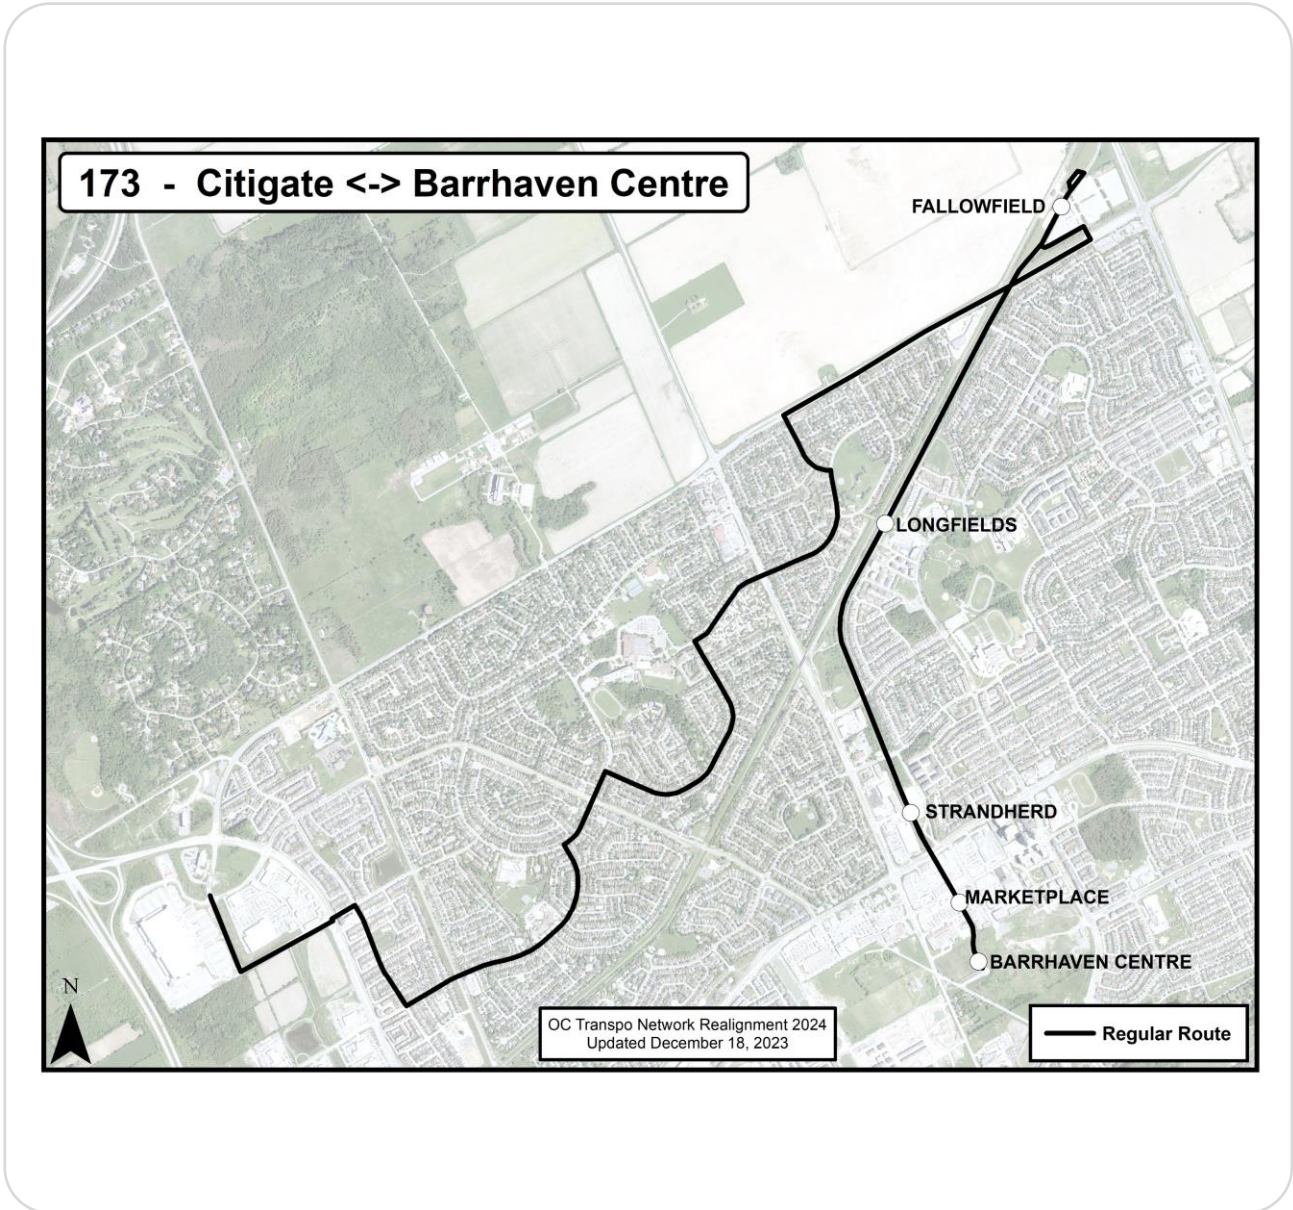 173 - Citigate <-> Barrhaven Centre
FALLOWFIELD
LONGFIELDS
STRANDHERD
MARKETPLACE
BARRHAVEN CENTRE
N
OC Transpo Network Realignment 2024
Updated December 18, 2023
Regular Route